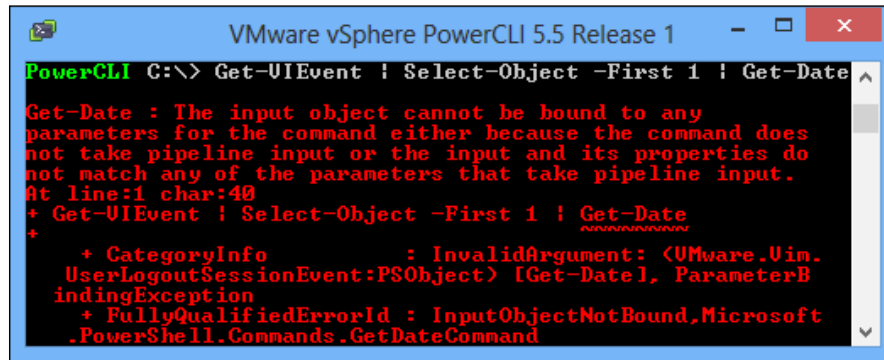 VMware vSphere PowerCLI 5.5 Release 1
PowerCLI C:\> Get-VIEvent | Select-Object -First 1 | Get-Date
Get-Date : The input object cannot be bound to any
parameters for the command either because the command does
not take pipeline input or the input and its properties do
not match any of the parameters that take pipeline input.
At line:1 char:40
+ Get-VIEvent | Select-Object -First 1 | Get-Date
+ ~~~~~~~~
+ CategoryInfo : InvalidArgument: (VMware.Vim.
UserLogoutSessionEvent:PSObject) [Get-Date], ParameterB
indingException
+ FullyQualifiedErrorId : InputObjectNotBound,Microsoft
.PowerShell.Commands.GetDateCommand